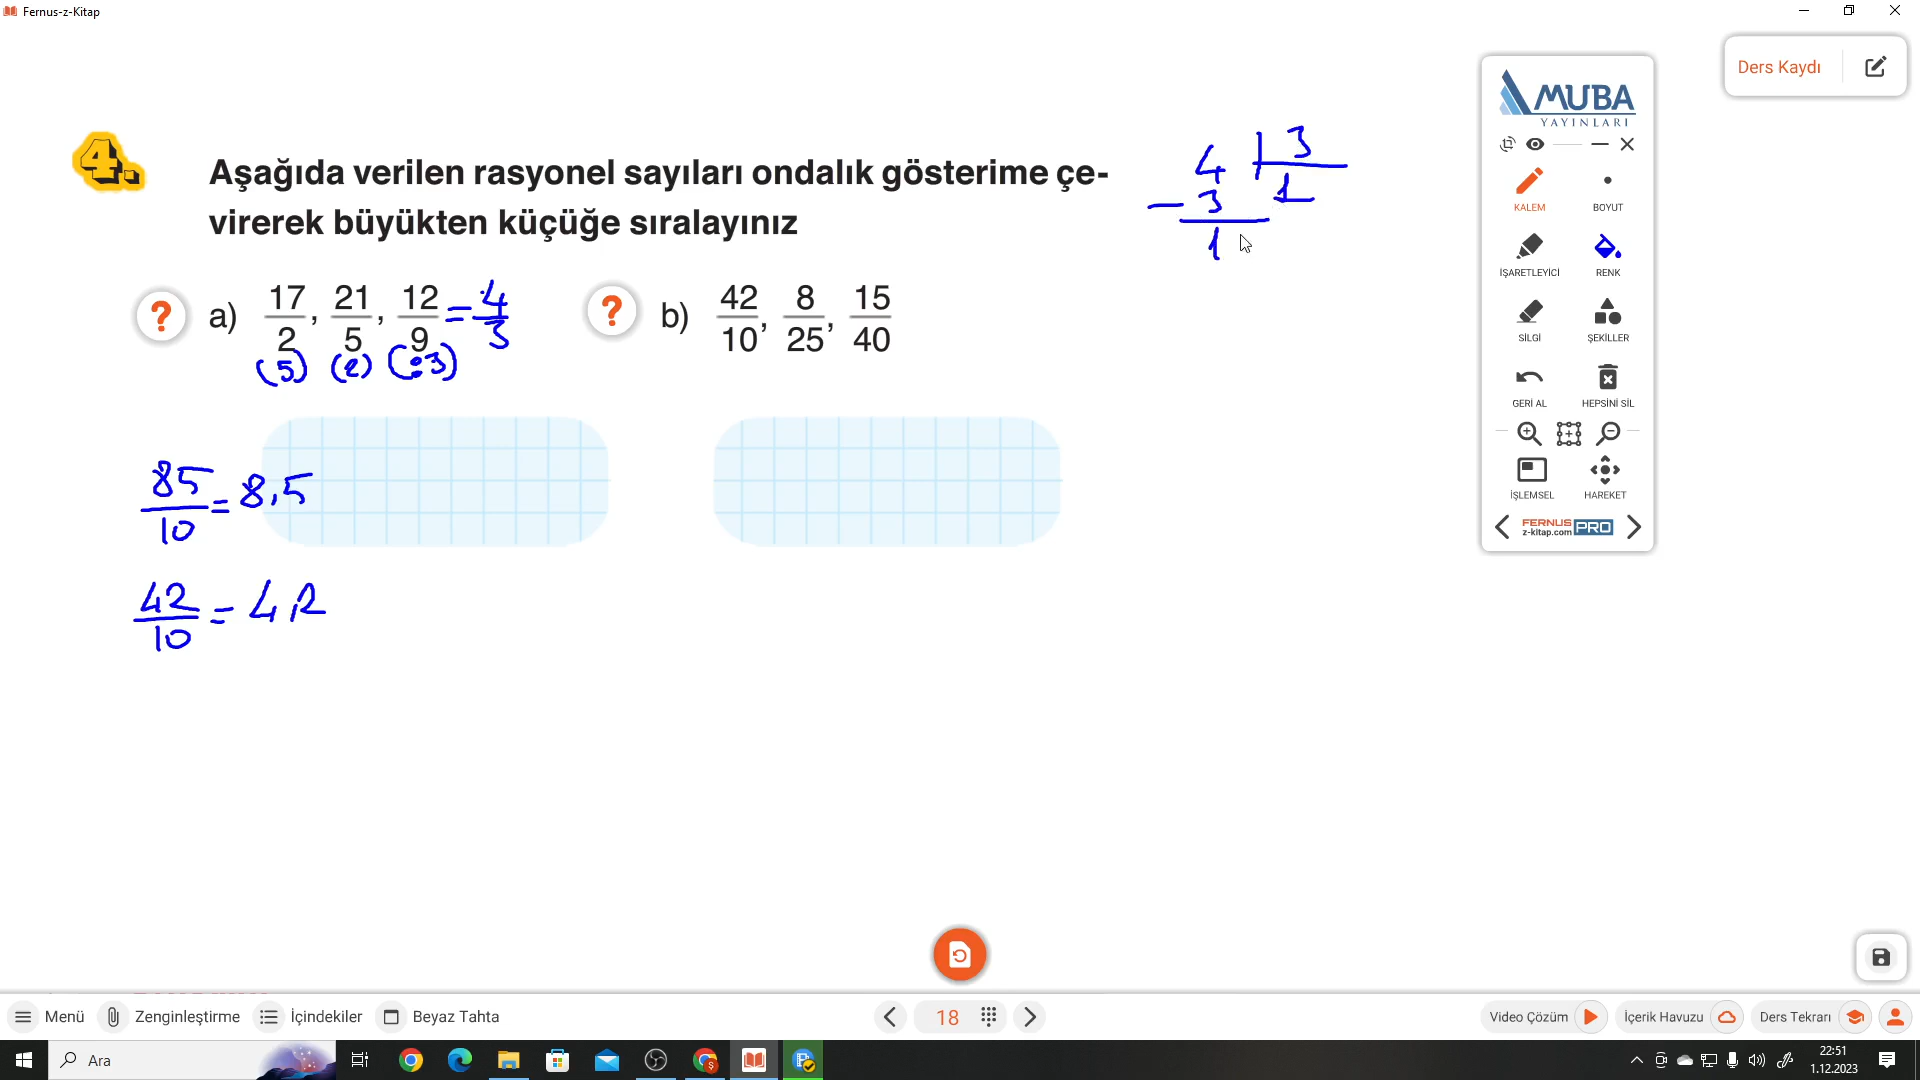 Fernus-z-Kitap
Ders Kaydı
MUBA
YAYINLARI
4.
Aşağıda verilen rasyonel sayıları ondalık gösterime çe-
virerek büyükten küçüğe sıralayınız
4 | 3
- 3 1
1
? a) 17/2, 21/5, 12/9 = 4/3
(5) (2) (:3)
? b) 42/10, 8/25, 15/40
85/10 = 8,5
42/10 = 4,2
KALEM BOYUT
İŞARETLEYİCİ RENK
SİLGİ ŞEKİLLER
GERİ AL HEPSİNİ SİL
İŞLEMSEL HAREKET
FERNUS PRO
z-kitap.com
Menü Zenginleştirme İçindekiler Beyaz Tahta 18 Video Çözüm İçerik Havuzu Ders Tekrarı
Ara
22:51
1.12.2023